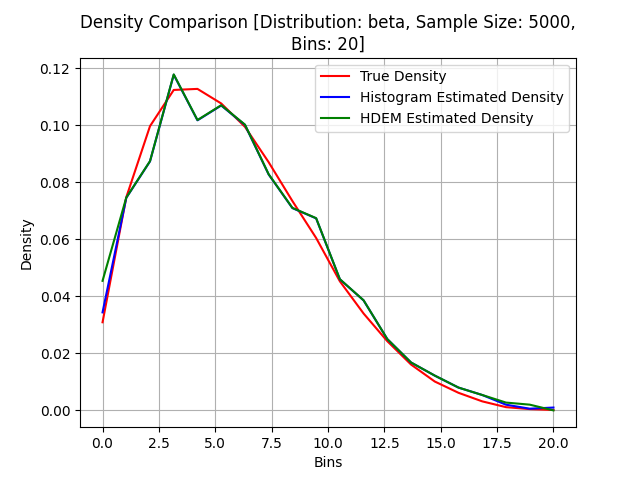 Density Comparison [Distribution: beta, Sample Size: 5000,
Bins: 20]
True Density
Histogram Estimated Density
HDEM Estimated Density
0.12
0.10
0.08
0.06
0.04
0.02
0.00
Density
0.0 2.5 5.0 7.5 10.0 12.5 15.0 17.5 20.0
Bins